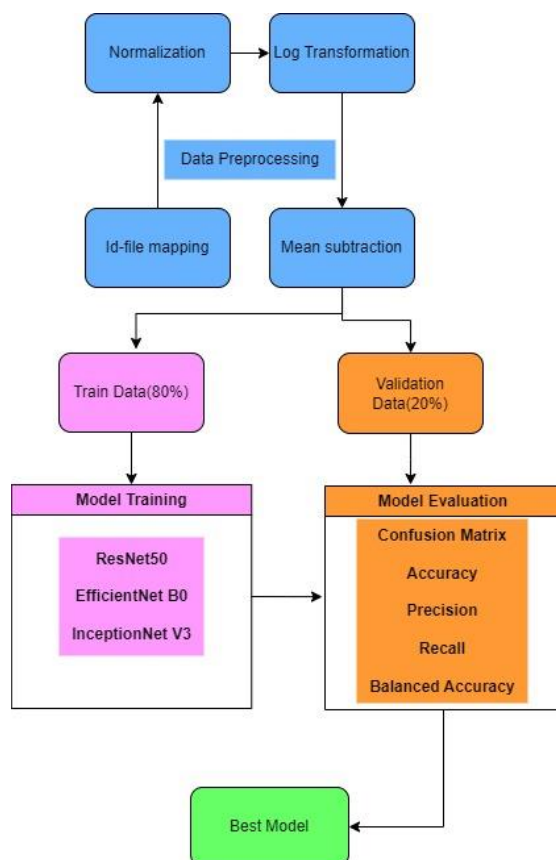 Normalization
Log Transformation
Data Preprocessing
Id-file mapping
Mean subtraction
Train Data(80%)
Validation
Data(20%)
Model Training
ResNet50
EfficientNet B0
InceptionNet V3
Model Evaluation
Confusion Matrix
Accuracy
Precision
Recall
Balanced Accuracy
Best Model